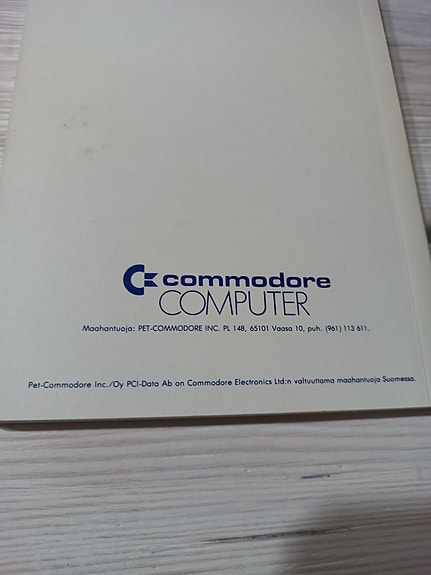 commodore
COMPUTER
Maahantuoja: PET-COMMODORE INC. PL 148, 65101 Vaasa 10, puh. (961) 113 611.
Pet-Commodore Inc./Oy PCI-Data Ab on Commodore Electronics Ltd:n valtuuttama maahantuoja Suomessa.